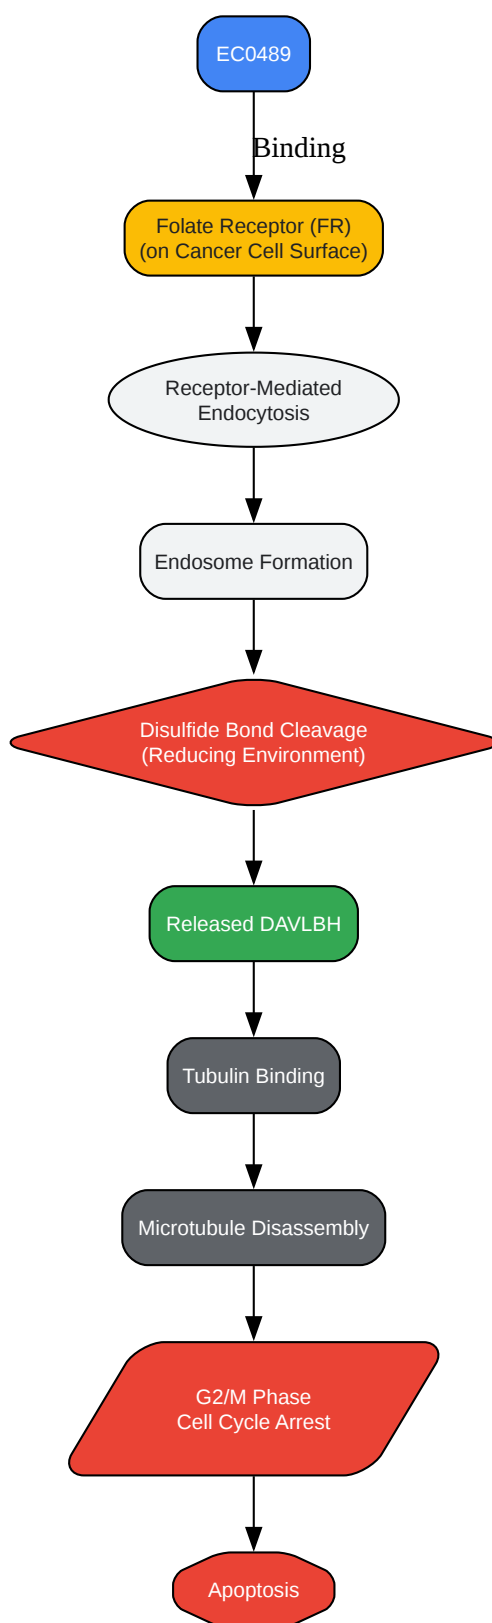 EC0489
Binding
Folate Receptor (FR)
(on Cancer Cell Surface)
Receptor-Mediated
Endocytosis
Endosome Formation
Disulfide Bond Cleavage
(Reducing Environment)
Released DAVLBH
Tubulin Binding
Microtubule Disassembly
G2/M Phase
Cell Cycle Arrest
Apoptosis